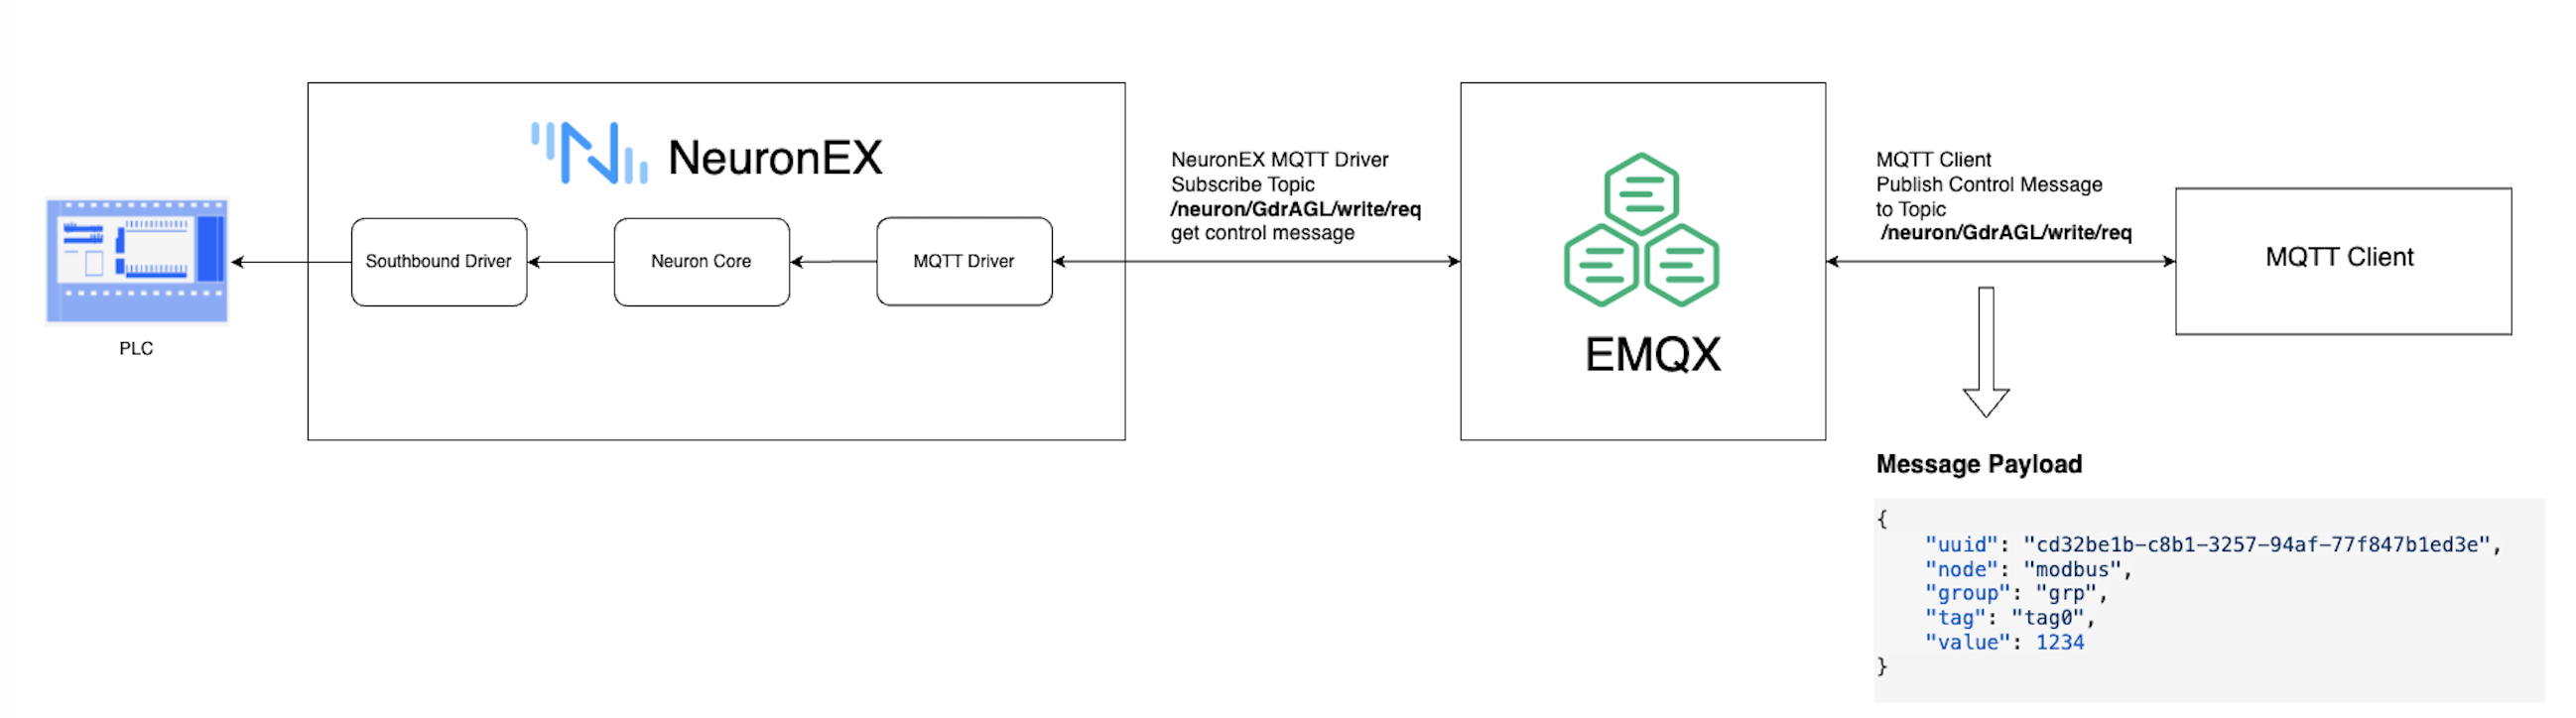 NeuronEX
Southbound Driver
Neuron Core
MQTT Driver
PLC
NeuronEX MQTT Driver
Subscribe Topic
/neuron/GdrAGL/write/req
get control message
EMQX
MQTT Client
Publish Control Message
to Topic
/neuron/GdrAGL/write/req
MQTT Client
Message Payload
{
"uuid": "cd32be1b-c8b1-3257-94af-77f847b1ed3e",
"node": "modbus",
"group": "grp",
"tag": "tag0",
"value": 1234
}